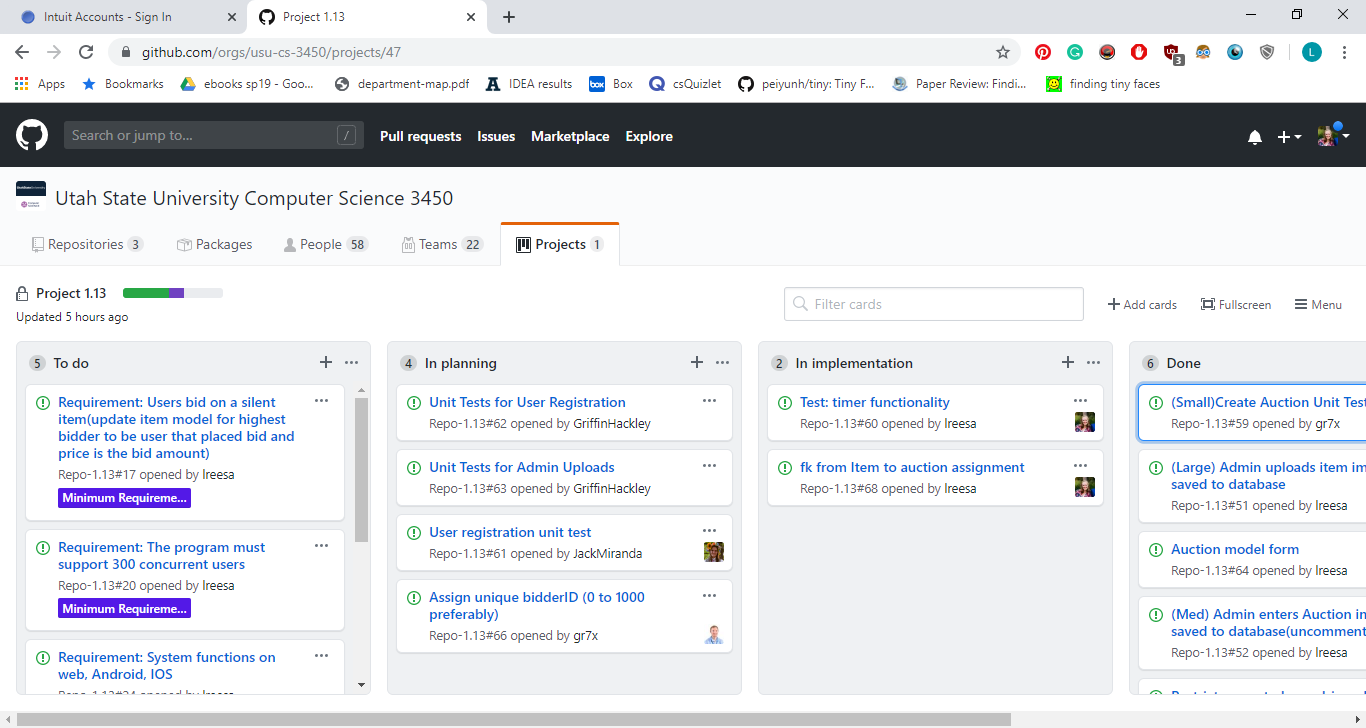 Intuit Accounts - Sign In
Project 1.13
github.com/orgs/usu-cs-3450/projects/47
3
L
Apps
Bookmarks
ebooks sp19 - Goo...
department-map.pdf
IDEA results
box
Box
csQuizlet
peiyunh/tiny: Tiny F...
Paper Review: Findi...
finding tiny faces
Search or jump to...
/
Pull requests
Issues
Marketplace
Explore
Utah State University Computer Science 3450
Repositories 3
Packages
People 58
Teams 22
Projects 1
Project 1.13
Updated 5 hours ago
Filter cards
Add cards
Fullscreen
Menu
5 To do
Requirement: Users bid on a silent
item(update item model for highest
bidder to be user that placed bid and
price is the bid amount)
Repo-1.13#17 opened by lreesa
Minimum Requireme...
Requirement: The program must
support 300 concurrent users
Repo-1.13#20 opened by lreesa
Minimum Requireme...
Requirement: System functions on
web, Android, IOS
Repo-1.13#24 opened by lreesa
4 In planning
Unit Tests for User Registration
Repo-1.13#62 opened by GriffinHackley
Unit Tests for Admin Uploads
Repo-1.13#63 opened by GriffinHackley
User registration unit test
Repo-1.13#61 opened by JackMiranda
Assign unique bidderID (0 to 1000
preferably)
Repo-1.13#66 opened by gr7x
2 In implementation
Test: timer functionality
Repo-1.13#60 opened by lreesa
fk from Item to auction assignment
Repo-1.13#68 opened by lreesa
6 Done
(Small)Create Auction Unit Test
Repo-1.13#59 opened by gr7x
(Large) Admin uploads item im
saved to database
Repo-1.13#51 opened by lreesa
Auction model form
Repo-1.13#64 opened by lreesa
(Med) Admin enters Auction in
saved to database(uncomment
Repo-1.13#52 opened by lreesa